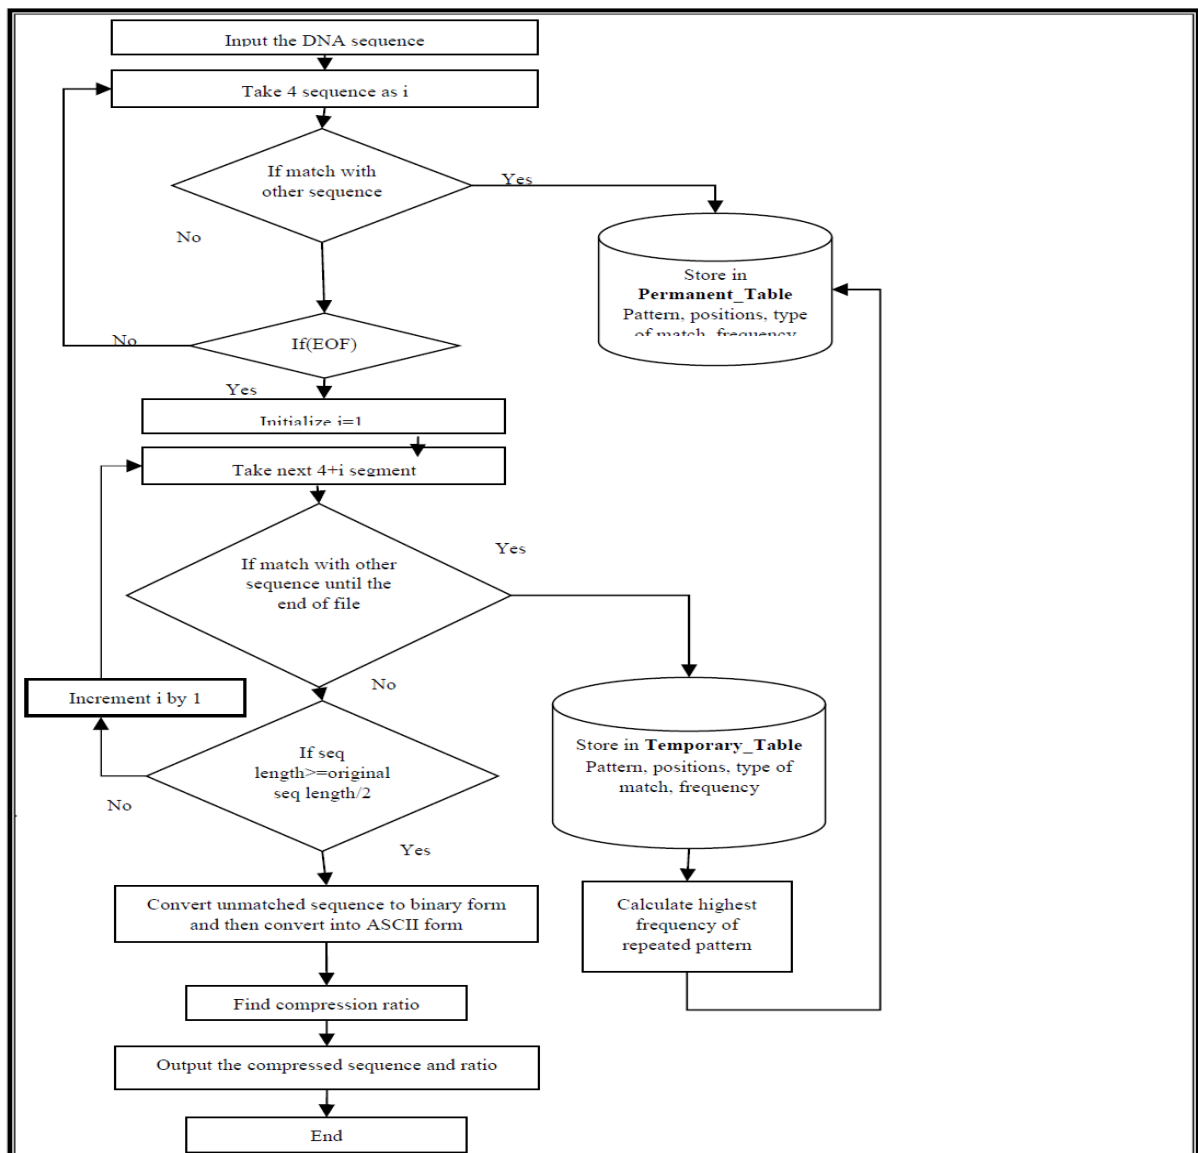 Input the DNA sequence
Take 4 sequence as i
If match with
other sequence
Yes
No
Store in
Permanent_Table
Pattern, positions, type
of match, frequency
If(EOF)
No
Yes
Initialize i=1
Take next 4+i segment
If match with other
sequence until the
end of file
Yes
No
Increment i by 1
Store in Temporary_Table
Pattern, positions, type of
match, frequency
If seq
length>=original
seq length/2
No
Yes
Convert unmatched sequence to binary form
and then convert into ASCII form
Calculate highest
frequency of
repeated pattern
Find compression ratio
Output the compressed sequence and ratio
End